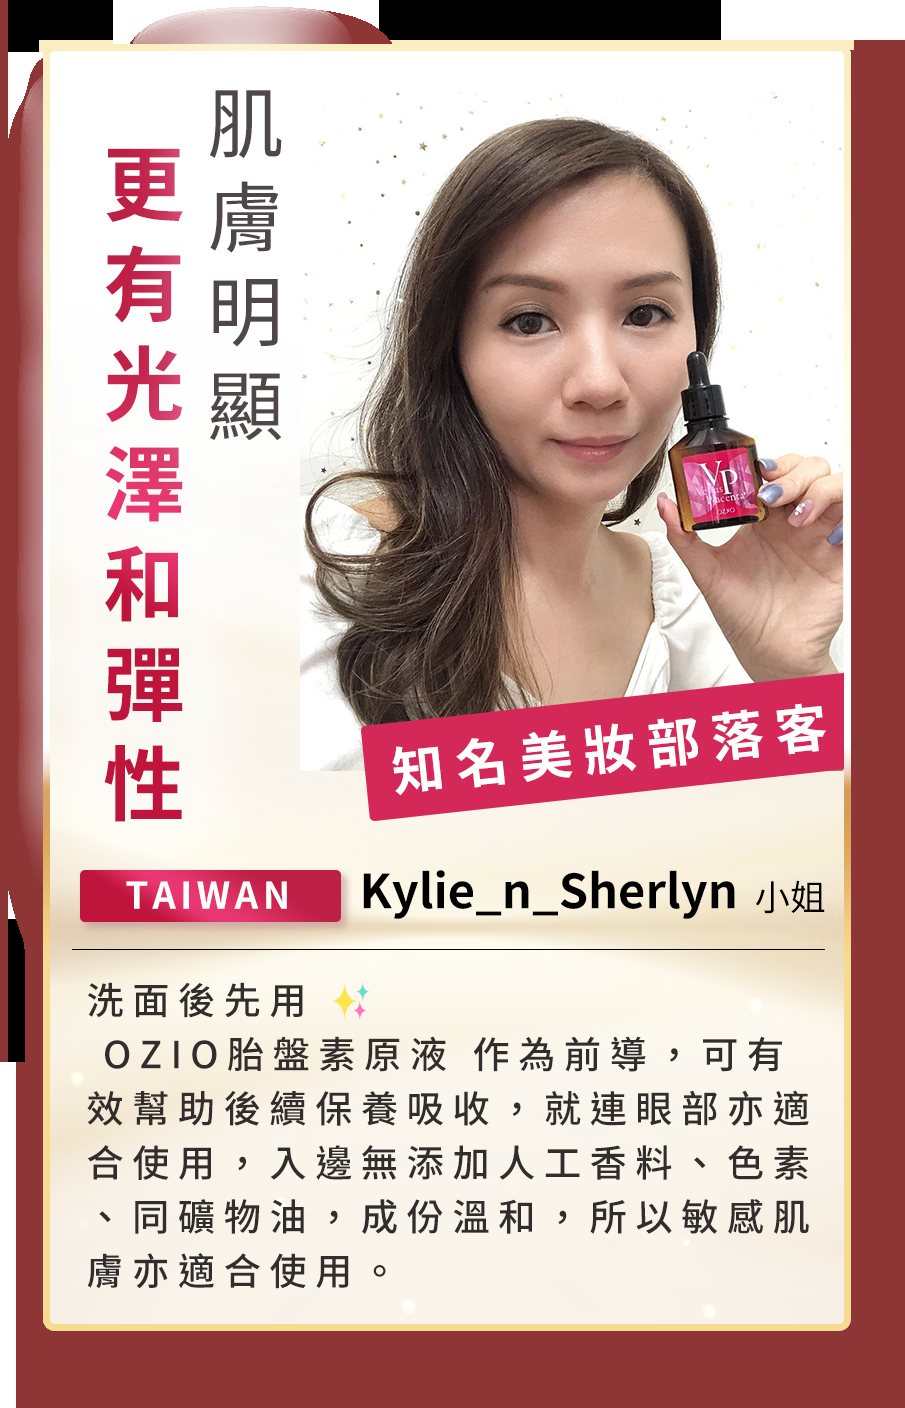 肌膚明顯
更有光澤和彈性
VP
Venus
Placenta
OZIO
知名美妝部落客
TAIWAN
Kylie_n_Sherlyn 小姐
洗面後先用 ✨
OZIO胎盤素原液 作為前導，可有
效幫助後續保養吸收，就連眼部亦適
合使用，入邊無添加人工香料、色素
、同礦物油，成份溫和，所以敏感肌
膚亦適合使用。